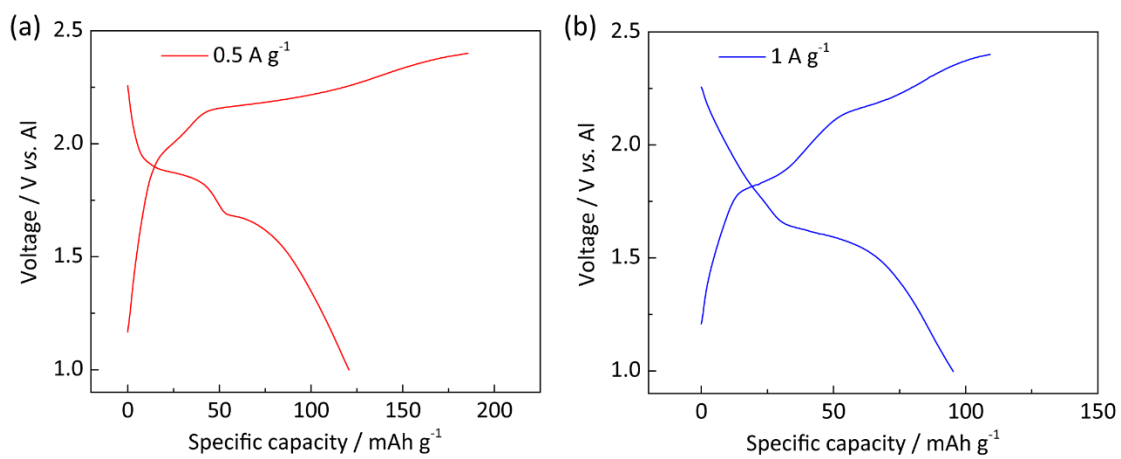 (a)
0.5 A g⁻¹
2.5
2.0
1.5
1.0
Voltage / V vs. Al
0 50 100 150 200
Specific capacity / mAh g⁻¹
(b)
1 A g⁻¹
2.5
2.0
1.5
1.0
Voltage / V vs. Al
0 50 100 150
Specific capacity / mAh g⁻¹